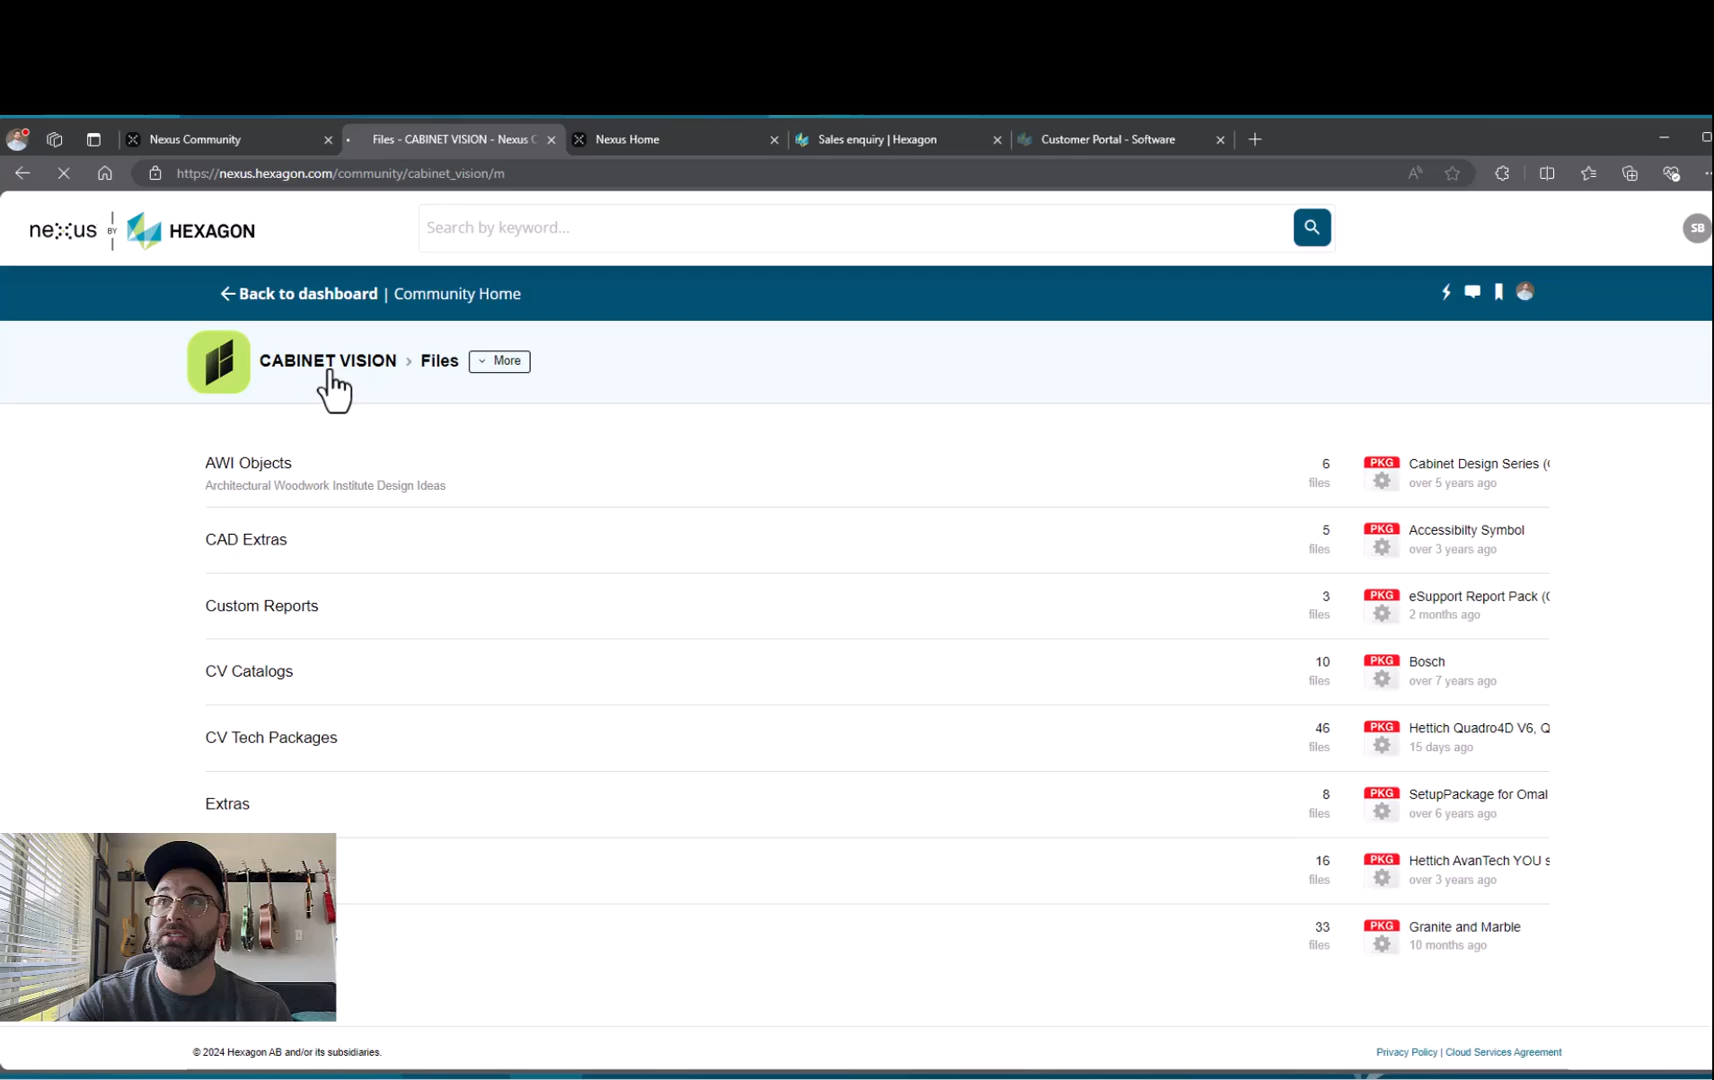 Nexus Community
Files - CABINET VISION - Nexus C
Nexus Home
Sales enquiry | Hexagon
Customer Portal - Software
https://nexus.hexagon.com/community/cabinet_vision/m
nexus BY HEXAGON
Search by keyword...
SB
Back to dashboard | Community Home
CABINET VISION > Files More
AWI Objects
Architectural Woodwork Institute Design Ideas
6
files
PKG
Cabinet Design Series (
over 5 years ago
CAD Extras
5
files
PKG
Accessibilty Symbol
over 3 years ago
Custom Reports
3
files
PKG
eSupport Report Pack (
2 months ago
CV Catalogs
10
files
PKG
Bosch
over 7 years ago
CV Tech Packages
46
files
PKG
Hettich Quadro4D V6, Q
15 days ago
Extras
8
files
PKG
SetupPackage for Omal
over 6 years ago
16
files
PKG
Hettich AvanTech YOU s
over 3 years ago
33
files
PKG
Granite and Marble
10 months ago
© 2024 Hexagon AB and/or its subsidiaries.
Privacy Policy | Cloud Services Agreement